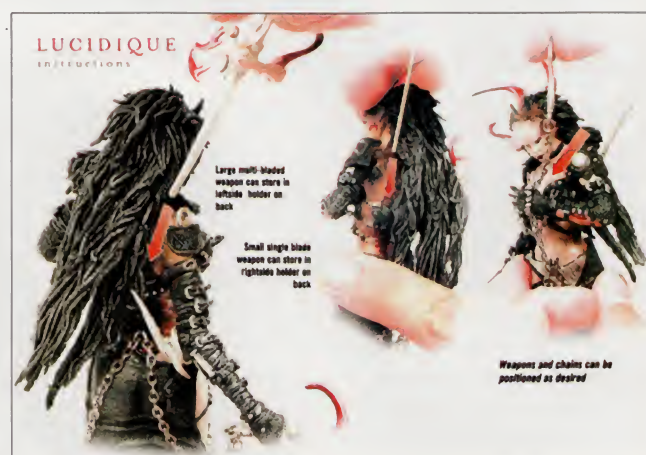 LUCIDIQUE
instructions
Large multi-bladed
weapon can store in
leftside holder on
back
Small single blade
weapon can store in
rightside holder on
back
Weapons and chains can be
positioned as desired